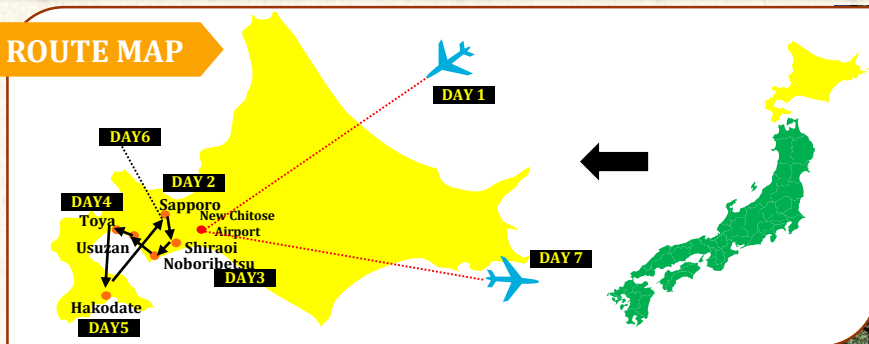 ROUTE MAP
DAY 1
DAY6
DAY 2
DAY4
Sapporo
Toya
New Chitose
Airport
Usuzan
Shiraoi
Noboribetsu
DAY3
DAY 7
Hakodate
DAY5